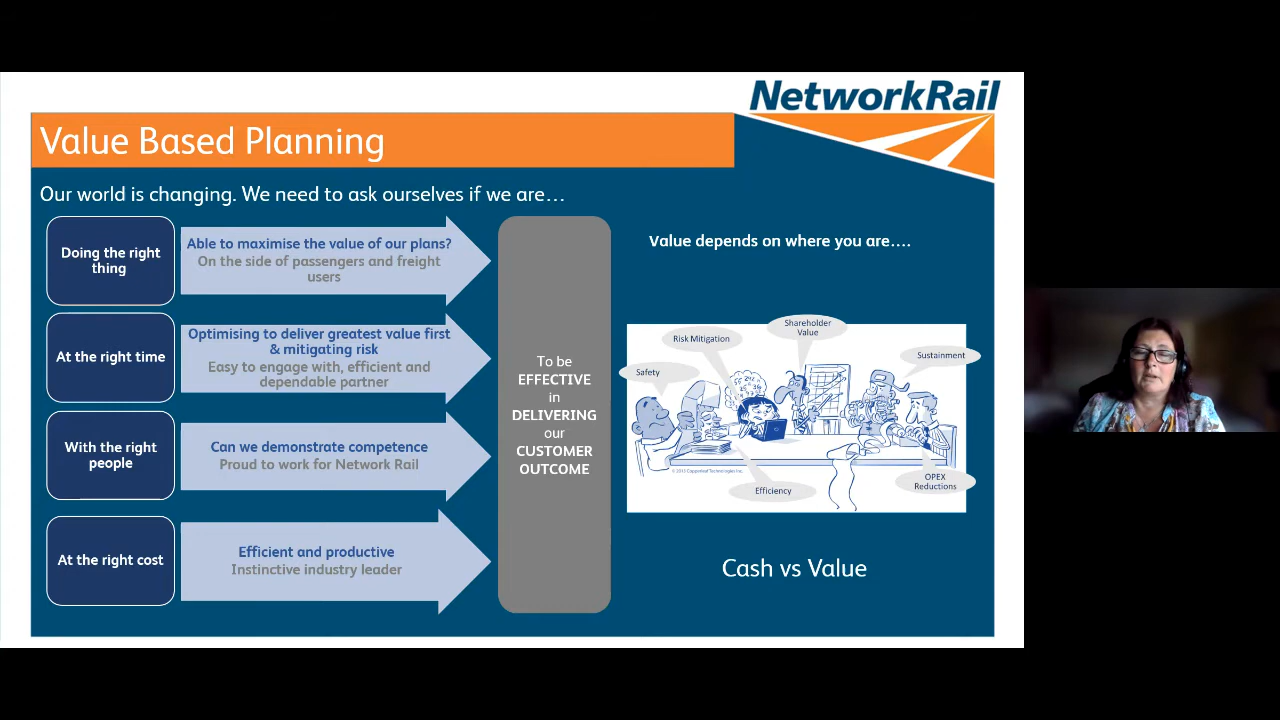 NetworkRail
Value Based Planning
Our world is changing. We need to ask ourselves if we are…
Doing the right
thing
Able to maximise the value of our plans?
On the side of passengers and freight
users
At the right time
Optimising to deliver greatest value first
& mitigating risk
Easy to engage with, efficient and
dependable partner
With the right
people
Can we demonstrate competence
Proud to work for Network Rail
At the right cost
Efficient and productive
Instinctive industry leader
To be
EFFECTIVE
in
DELIVERING
our
CUSTOMER
OUTCOME
Value depends on where you are….
Safety
Risk Mitigation
Shareholder
Value
Sustainment
Efficiency
OPEX
Reductions
Cash vs Value